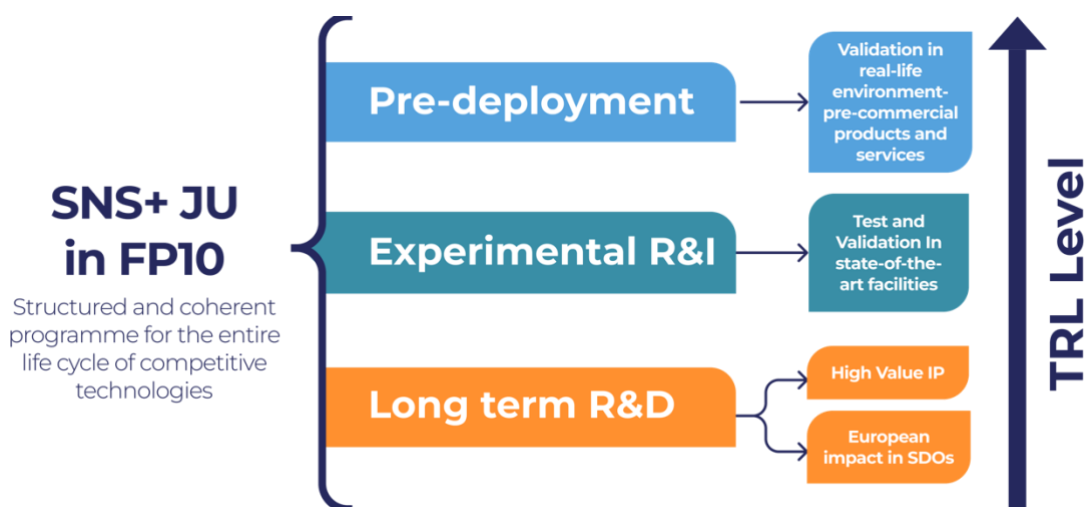 SNS+ JU
in FP10
Structured and coherent
programme for the entire
life cycle of competitive
technologies
Pre-deployment
Validation in
real-life
environment-
pre-commercial
products and
services
Experimental R&I
Test and
Validation In
state-of-the-
art facilities
Long term R&D
High Value IP
European
impact in SDOs
TRL Level